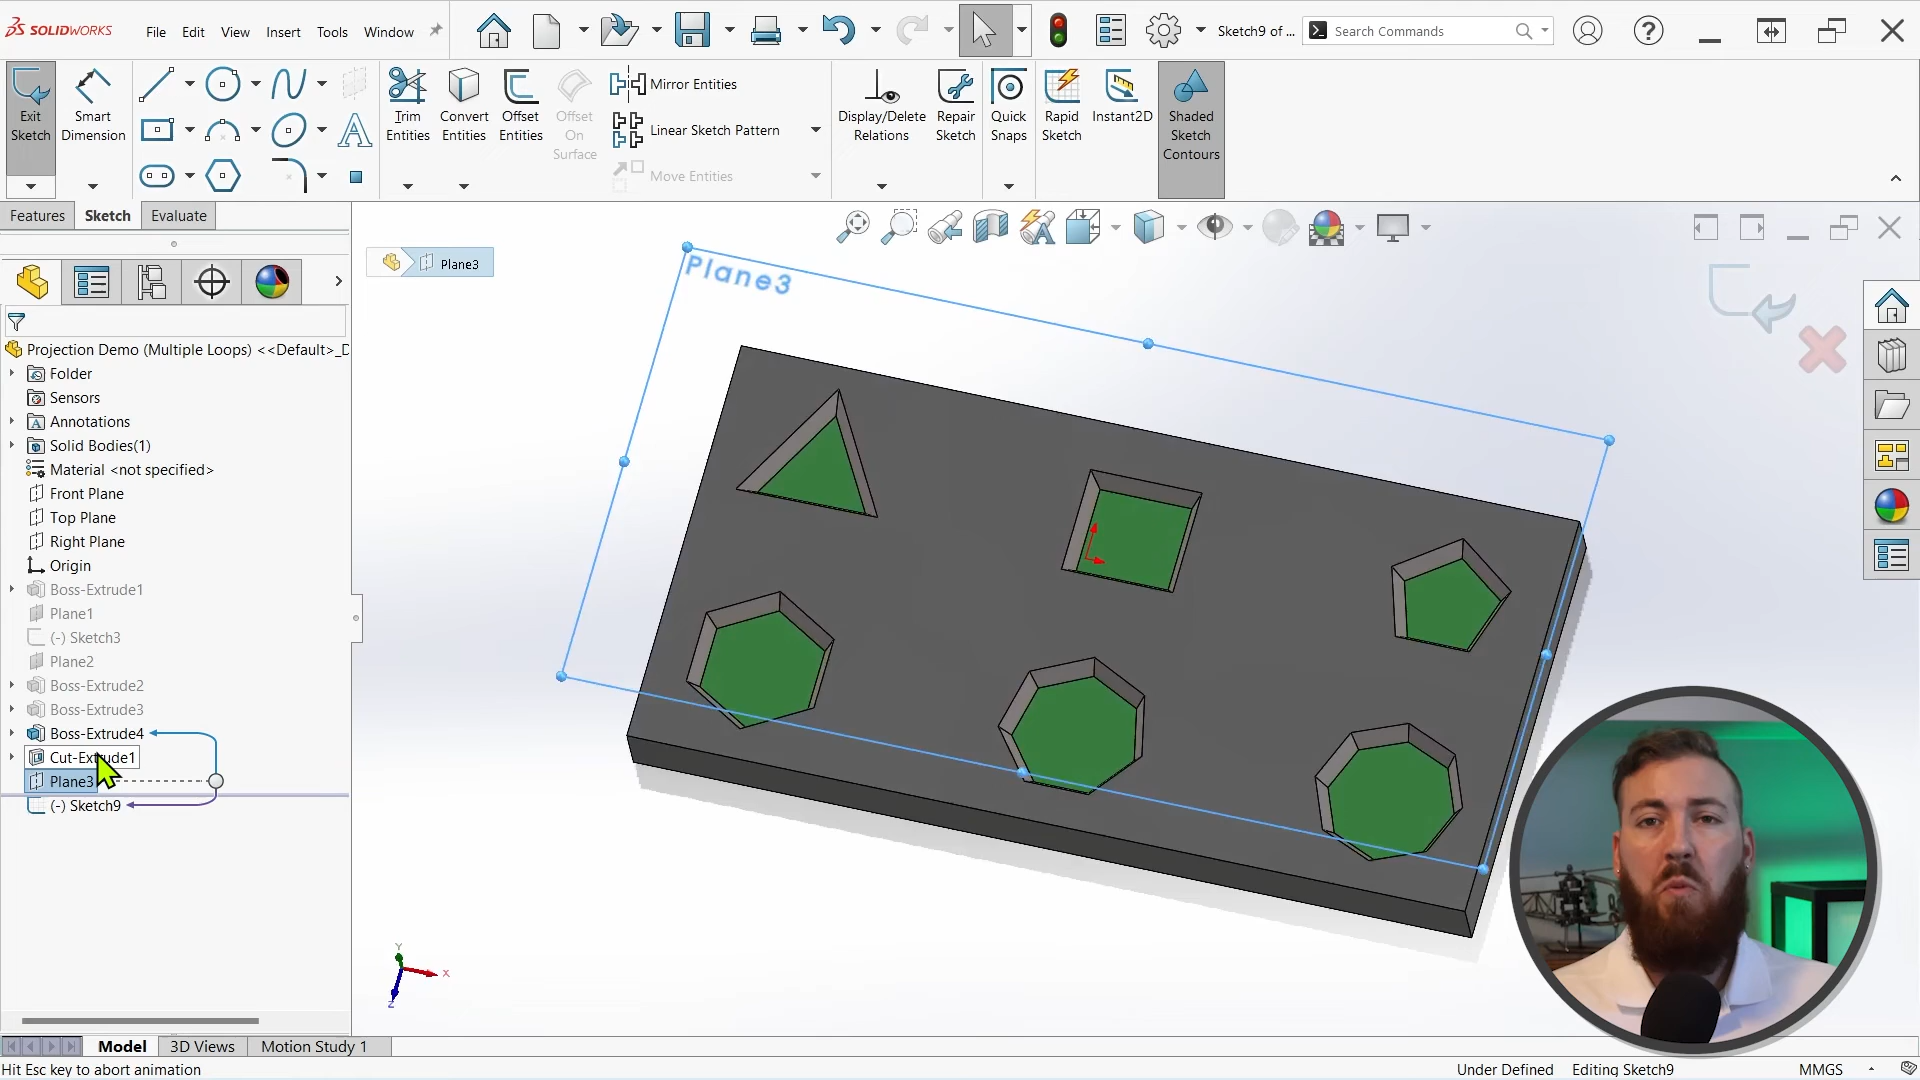 SOLIDWORKS
File Edit View Insert Tools Window
Sketch9 of ...
Search Commands
Exit Sketch
Smart Dimension
Trim Entities
Convert Entities
Offset Entities
Offset On Surface
Mirror Entities
Linear Sketch Pattern
Move Entities
Display/Delete Relations
Repair Sketch
Quick Snaps
Rapid Sketch
Instant2D
Shaded Sketch Contours
Features Sketch Evaluate
Plane3
Plane3
Projection Demo (Multiple Loops) <<Default>_D
Folder
Sensors
Annotations
Solid Bodies(1)
Material <not specified>
Front Plane
Top Plane
Right Plane
Origin
Boss-Extrude1
Plane1
(-) Sketch3
Plane2
Boss-Extrude2
Boss-Extrude3
Boss-Extrude4
Cut-Extrude1
Plane3
(-) Sketch9
Y
X
Z
Model 3D Views Motion Study 1
Hit Esc key to abort animation
Under Defined Editing Sketch9 MMGS